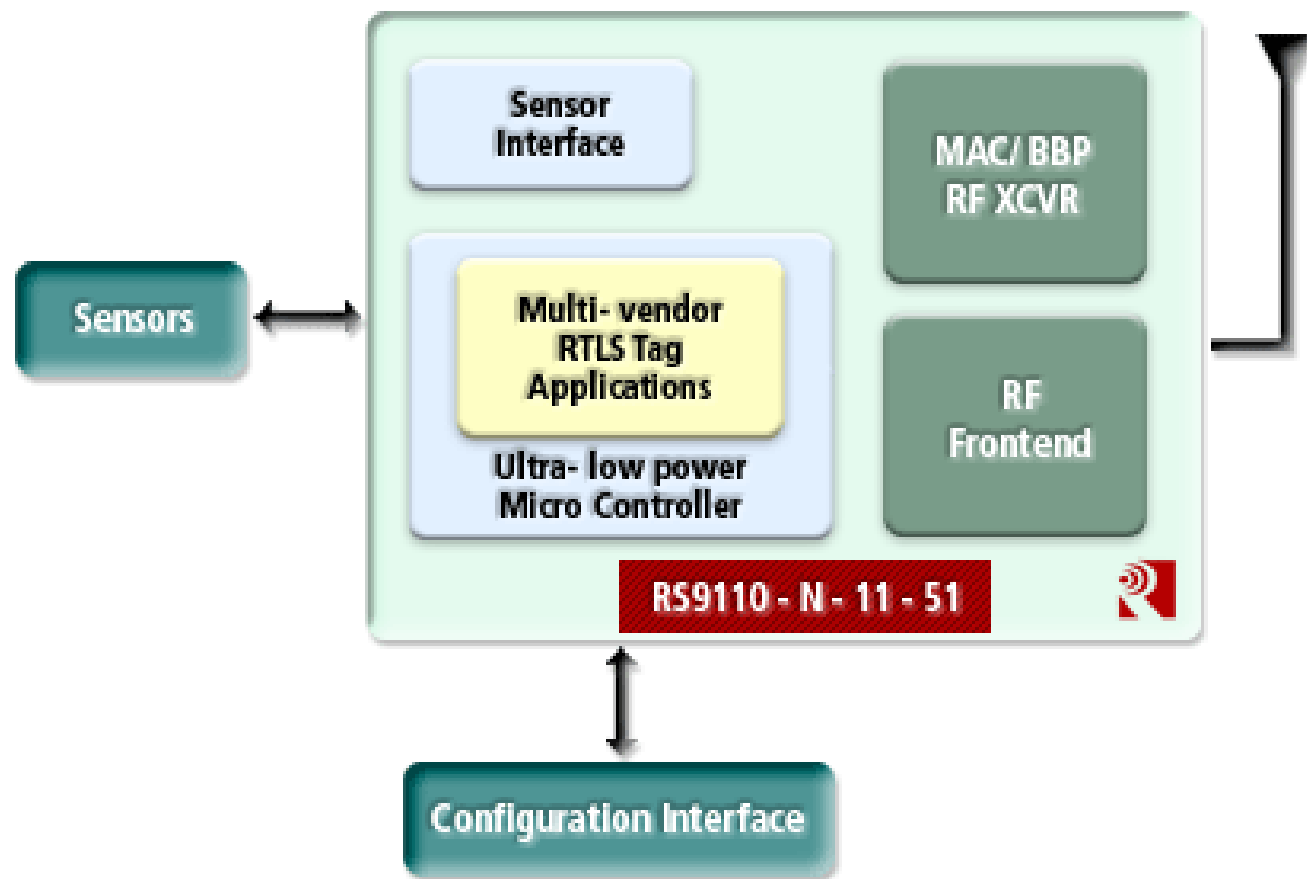 Sensor
Interface
MAC/ BBP
RF XCVR
Sensors
Multi- vendor
RTLS Tag
Applications
Ultra- low power
Micro Controller
RF
Frontend
RS9110 - N - 11 - 51
Configuration Interface